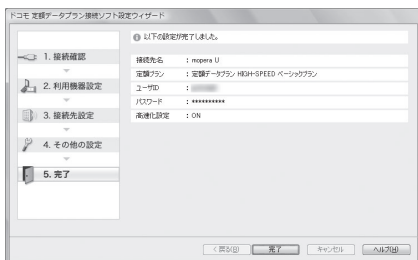 ドコモ 定額データプラン接続ソフト設定ウィザード
1. 接続確認
2. 利用機器設定
3. 接続先設定
4. その他の設定
5. 完了
以下の設定が完了しました。
接続先名 : mopera U
定額プラン : 定額データプラン HIGH-SPEED ベーシックプラン
ユーザID :
パスワード : **********
高速化設定 : ON
< 戻る(B)
完了
キャンセル
ヘルプ(H)